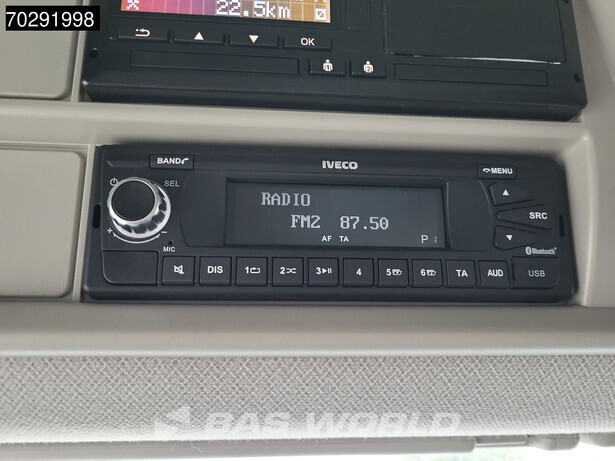 70291998
22.5km
OK
BAND
IVECO
MENU
SEL
RADIO
FM2 87.50
AF TA
P1
SRC
MIC
Bluetooth
DIS
1
2
3
4
5
6
TA
AUD
USB
BAS WORLD